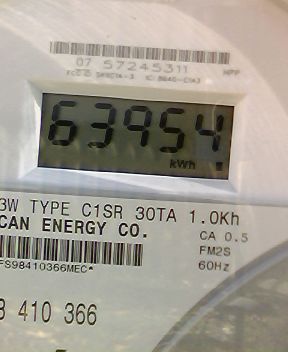 07 57245311
63954
kWh
3W TYPE C1SR 30TA 1.0Kh
CAN ENERGY CO.
CA 0.5
FM2S
60Hz
FS98410366MEC*
8 410 366